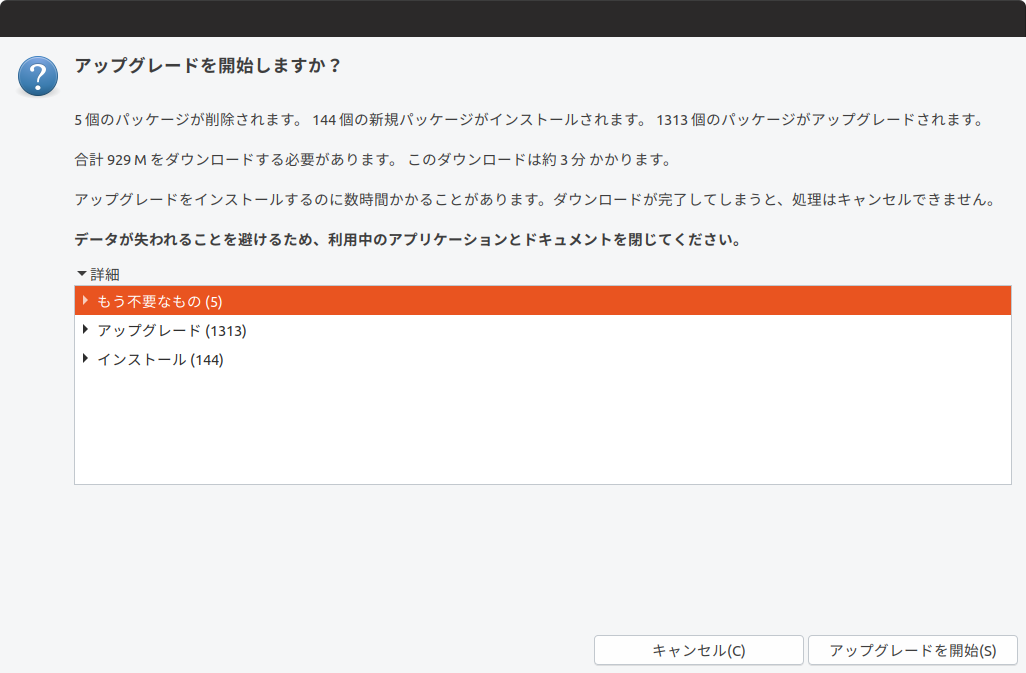 アップグレードを開始しますか？
5 個のパッケージが削除されます。 144 個の新規パッケージがインストールされます。 1313 個のパッケージがアップグレードされます。
合計 929 M をダウンロードする必要があります。 このダウンロードは約 3 分 かかります。
アップグレードをインストールするのに数時間かかることがあります。ダウンロードが完了してしまうと、処理はキャンセルできません。
データが失われることを避けるため、利用中のアプリケーションとドキュメントを閉じてください。
詳細
もう不要なもの (5)
アップグレード (1313)
インストール (144)
キャンセル(C)
アップグレードを開始(S)